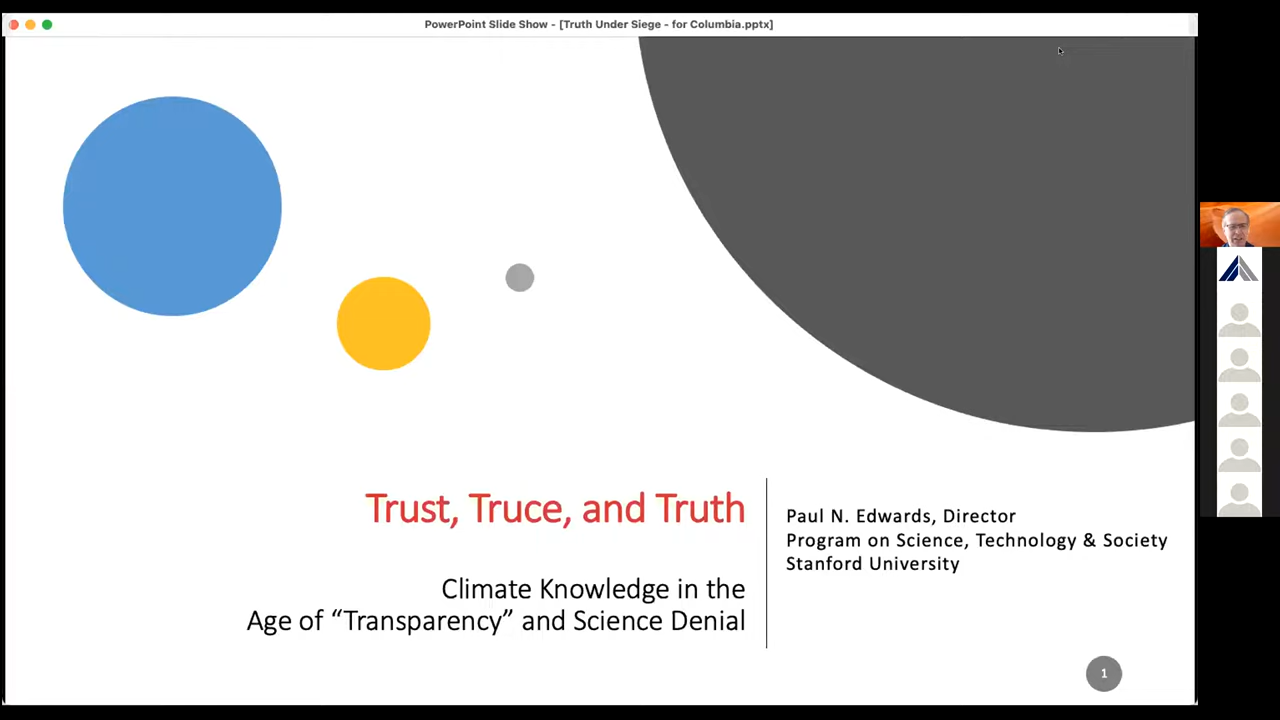 PowerPoint Slide Show - [Truth Under Siege - for Columbia.pptx]
Trust, Truce, and Truth
Climate Knowledge in the
Age of “Transparency” and Science Denial
Paul N. Edwards, Director
Program on Science, Technology & Society
Stanford University
1